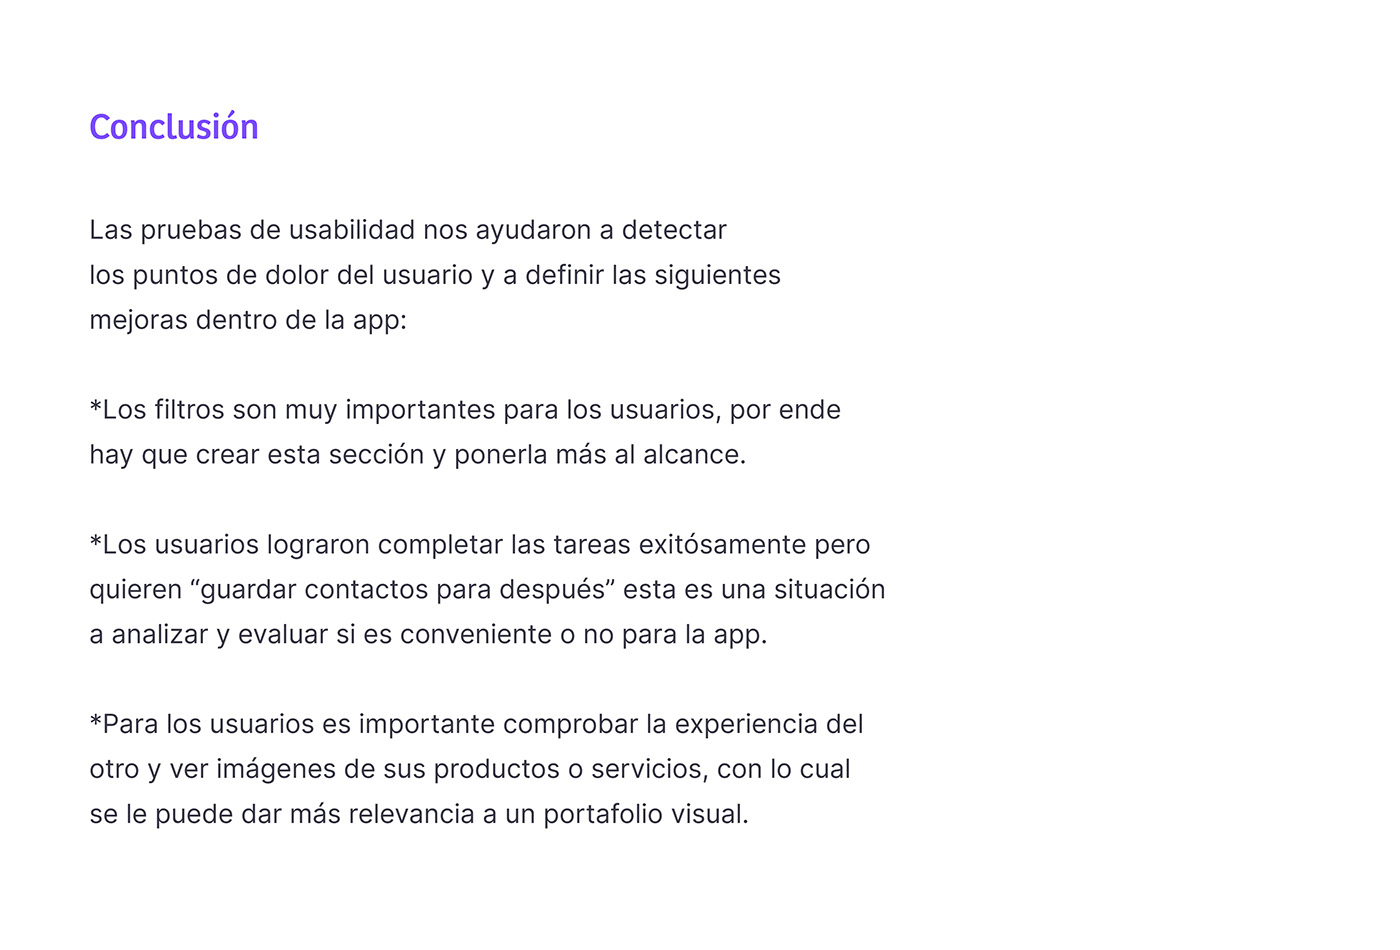 Conclusión
Las pruebas de usabilidad nos ayudaron a detectar
los puntos de dolor del usuario y a definir las siguientes
mejoras dentro de la app:
*Los filtros son muy importantes para los usuarios, por ende
hay que crear esta sección y ponerla más al alcance.
*Los usuarios lograron completar las tareas exitósamente pero
quieren “guardar contactos para después” esta es una situación
a analizar y evaluar si es conveniente o no para la app.
*Para los usuarios es importante comprobar la experiencia del
otro y ver imágenes de sus productos o servicios, con lo cual
se le puede dar más relevancia a un portafolio visual.